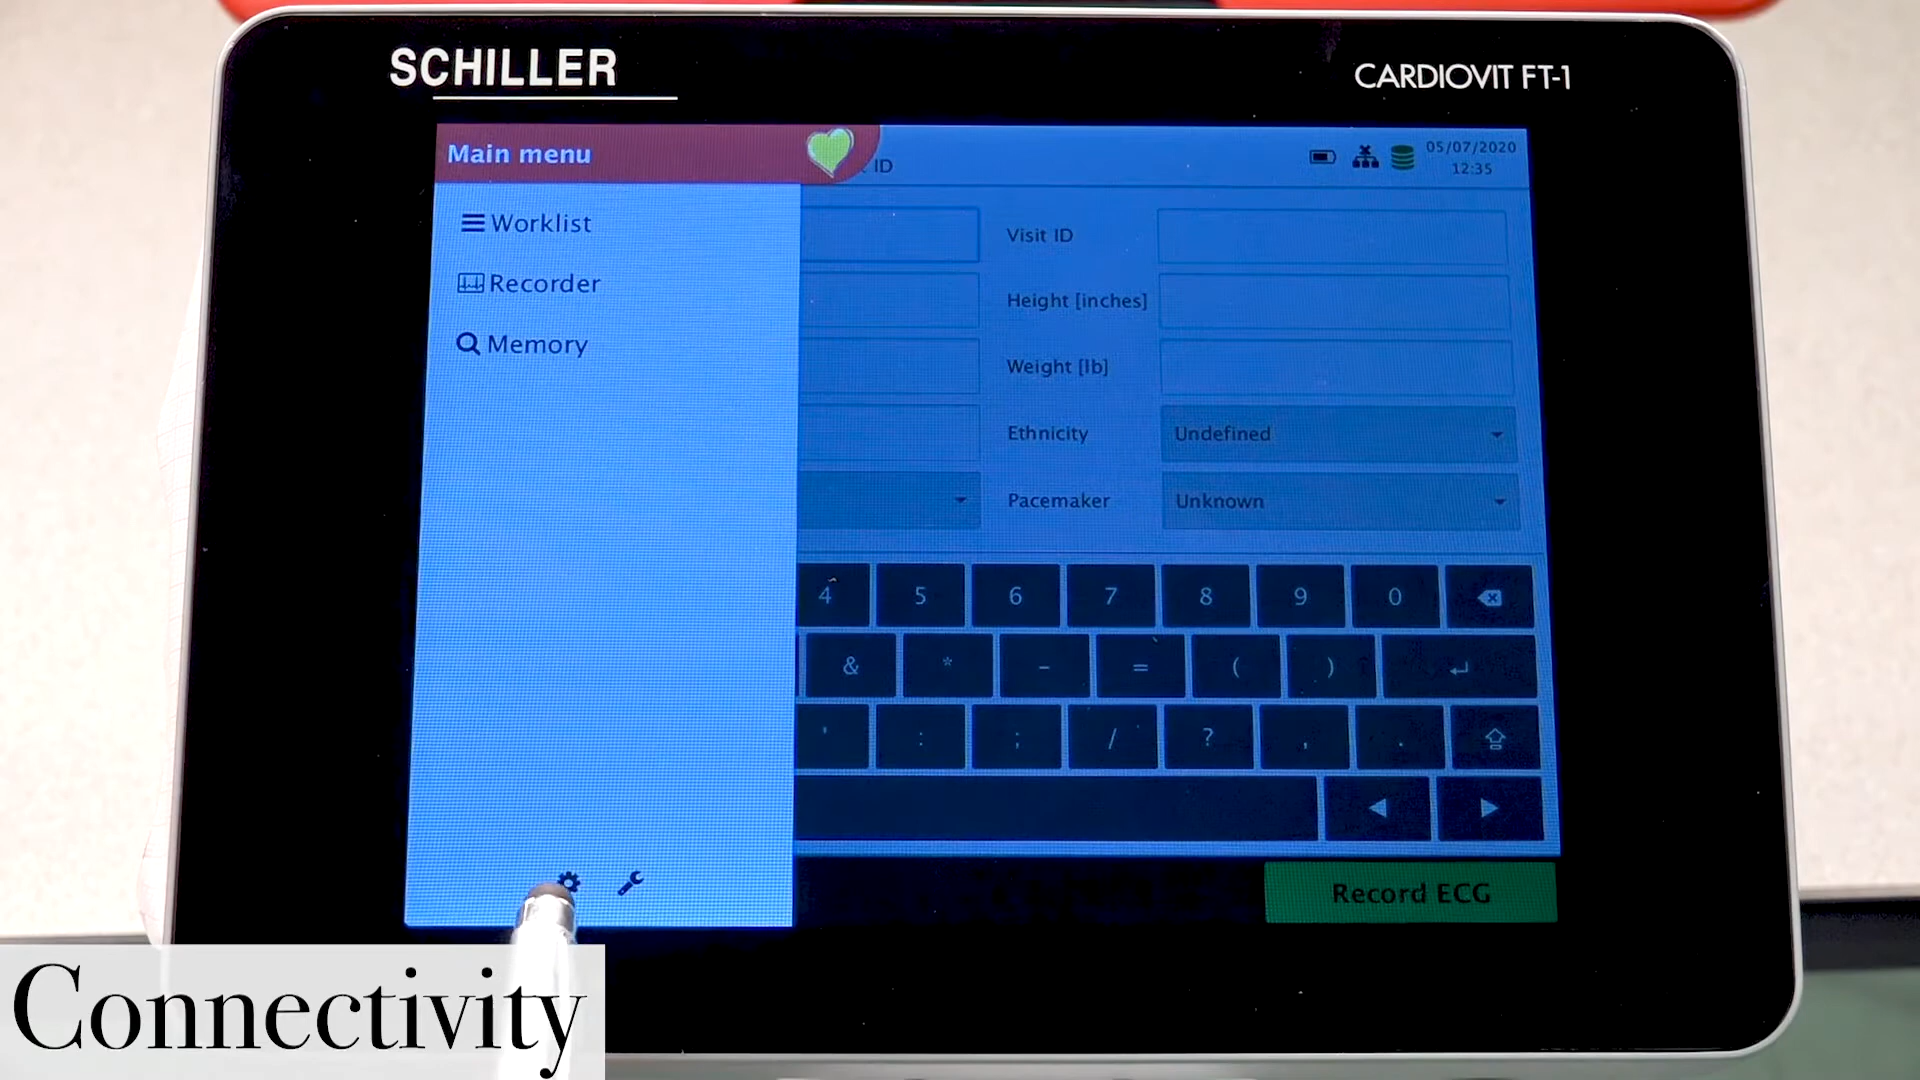 SCHILLER
CARDIOVIT FT-1
Main menu
ID
05/07/2020
12:35
Worklist
Recorder
Memory
Visit ID
Height [inches]
Weight [lb]
Ethnicity
Undefined
Pacemaker
Unknown
4 5 6 7 8 9 0
& * - = ( )
' : ; / ? , .
Record ECG
Connectivity